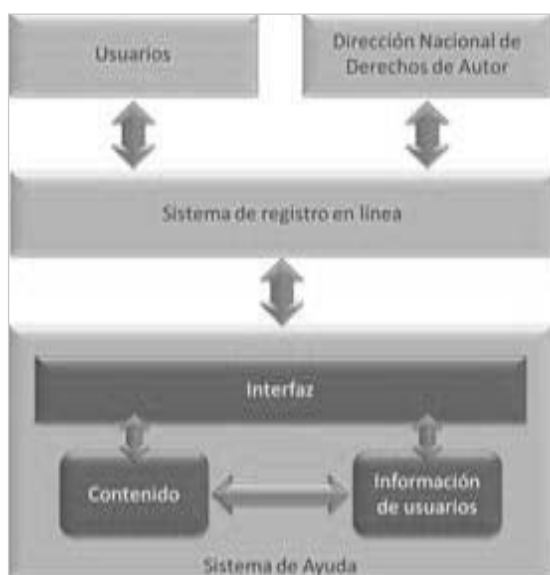 Usuarios
Dirección Nacional de
Derechos de Autor
Sistema de registro en línea
Interfaz
Contenido
Información
de usuarios
Sistema de Ayuda